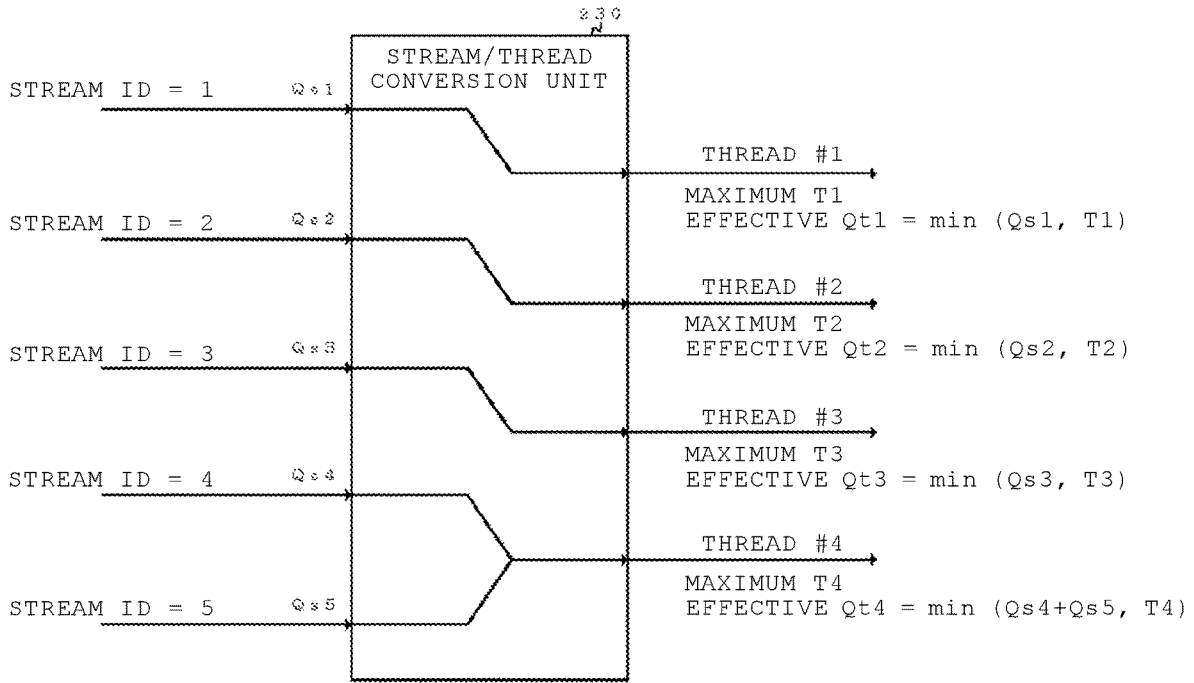 230
STREAM/THREAD
CONVERSION UNIT
STREAM ID = 1
Qs1
THREAD #1
MAXIMUM T1
EFFECTIVE Qt1 = min (Qs1, T1)
STREAM ID = 2
Qs2
THREAD #2
MAXIMUM T2
EFFECTIVE Qt2 = min (Qs2, T2)
STREAM ID = 3
Qs3
THREAD #3
MAXIMUM T3
EFFECTIVE Qt3 = min (Qs3, T3)
STREAM ID = 4
Qs4
THREAD #4
MAXIMUM T4
EFFECTIVE Qt4 = min (Qs4+Qs5, T4)
STREAM ID = 5
Qs5